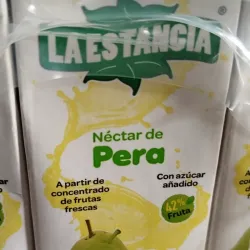 LA ESTANCIA
®
Néctar de
Pera
A partir de
concentrado
de frutas
frescas
Con azúcar
añadido
Fruta